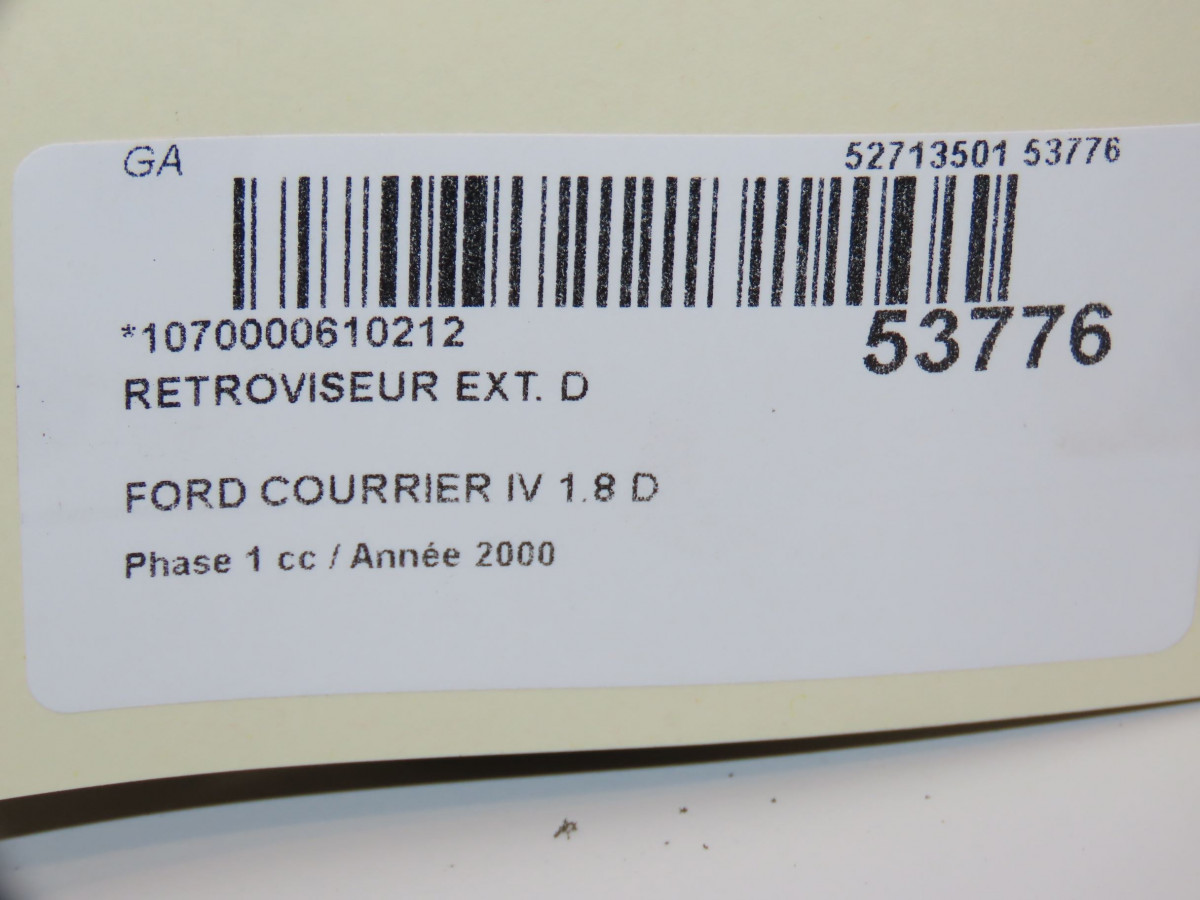 GA
52713501 53776
*1070000610212
53776
RETROVISEUR EXT. D
FORD COURRIER IV 1.8 D
Phase 1 cc / Année 2000